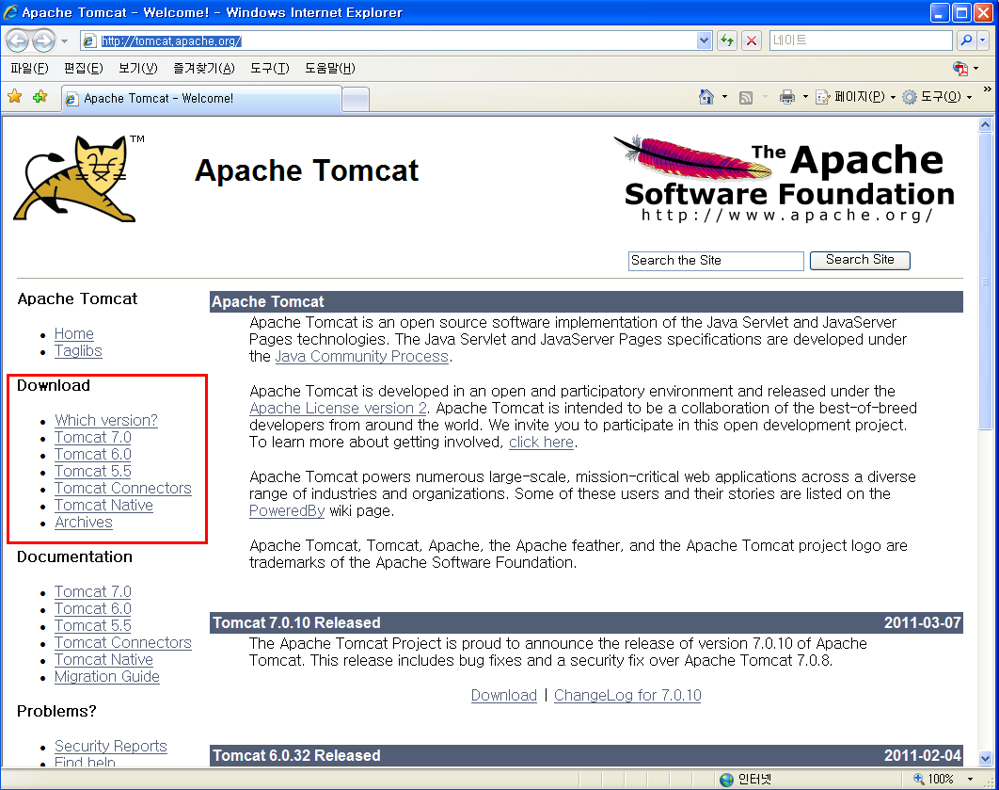 Apache Tomcat - Welcome! - Windows Internet Explorer
http://tomcat.apache.org/
네이트
파일(F) 편집(E) 보기(V) 즐겨찾기(A) 도구(T) 도움말(H)
Apache Tomcat - Welcome!
페이지(P) 도구(O) »
TM
Apache Tomcat
The Apache
Software Foundation
http://www.apache.org/
Search the Site Search Site
Apache Tomcat
Home
Taglibs
Download
Which version?
Tomcat 7.0
Tomcat 6.0
Tomcat 5.5
Tomcat Connectors
Tomcat Native
Archives
Documentation
Tomcat 7.0
Tomcat 6.0
Tomcat 5.5
Tomcat Connectors
Tomcat Native
Migration Guide
Problems?
Security Reports
Find help
Apache Tomcat
Apache Tomcat is an open source software implementation of the Java Servlet and JavaServer
Pages technologies. The Java Servlet and JavaServer Pages specifications are developed under
the Java Community Process.
Apache Tomcat is developed in an open and participatory environment and released under the
Apache License version 2. Apache Tomcat is intended to be a collaboration of the best-of-breed
developers from around the world. We invite you to participate in this open development project.
To learn more about getting involved, click here.
Apache Tomcat powers numerous large-scale, mission-critical web applications across a diverse
range of industries and organizations. Some of these users and their stories are listed on the
PoweredBy wiki page.
Apache Tomcat, Tomcat, Apache, the Apache feather, and the Apache Tomcat project logo are
trademarks of the Apache Software Foundation.
Tomcat 7.0.10 Released 2011-03-07
The Apache Tomcat Project is proud to announce the release of version 7.0.10 of Apache
Tomcat. This release includes bug fixes and a security fix over Apache Tomcat 7.0.8.
Download | ChangeLog for 7.0.10
Tomcat 6.0.32 Released 2011-02-04
인터넷 100%